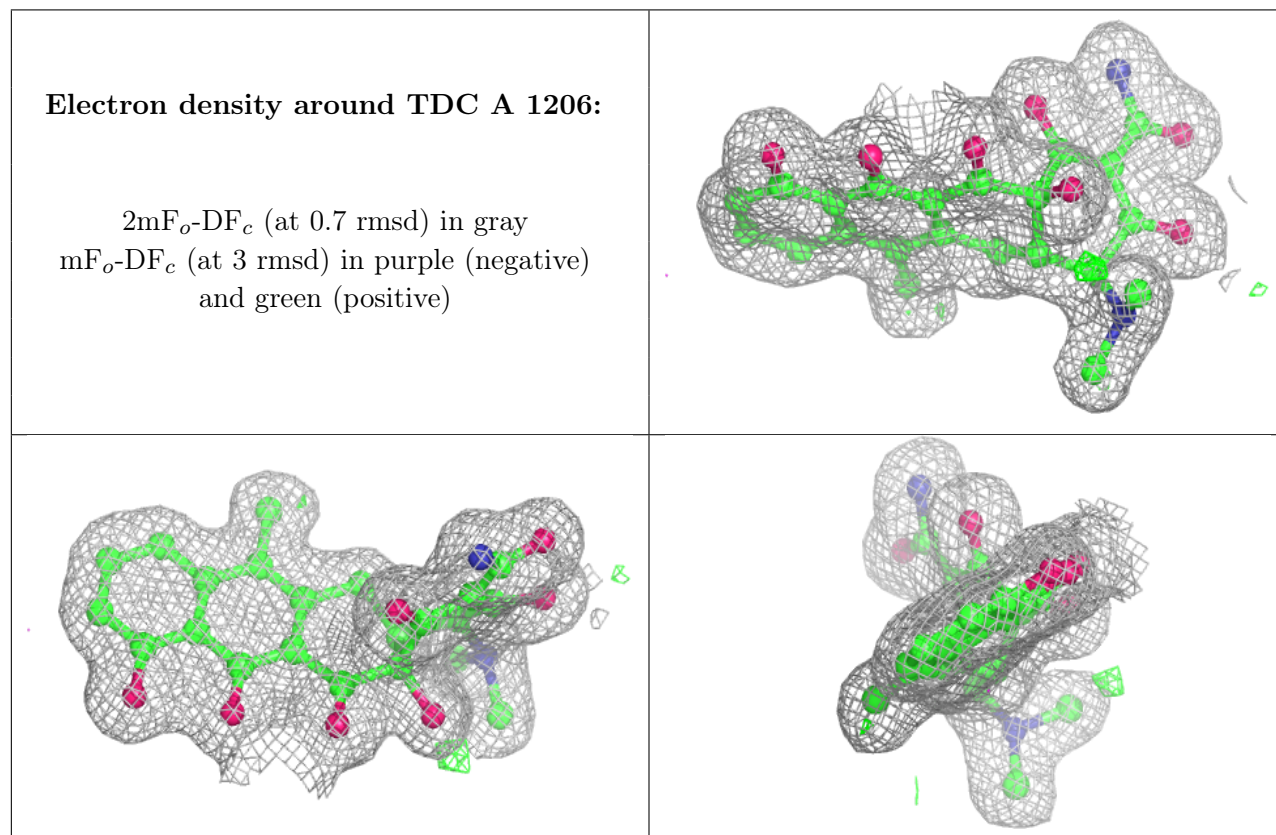 Electron density around TDC A 1206:
2mFo-DFc (at 0.7 rmsd) in gray
mFo-DFc (at 3 rmsd) in purple (negative)
and green (positive)